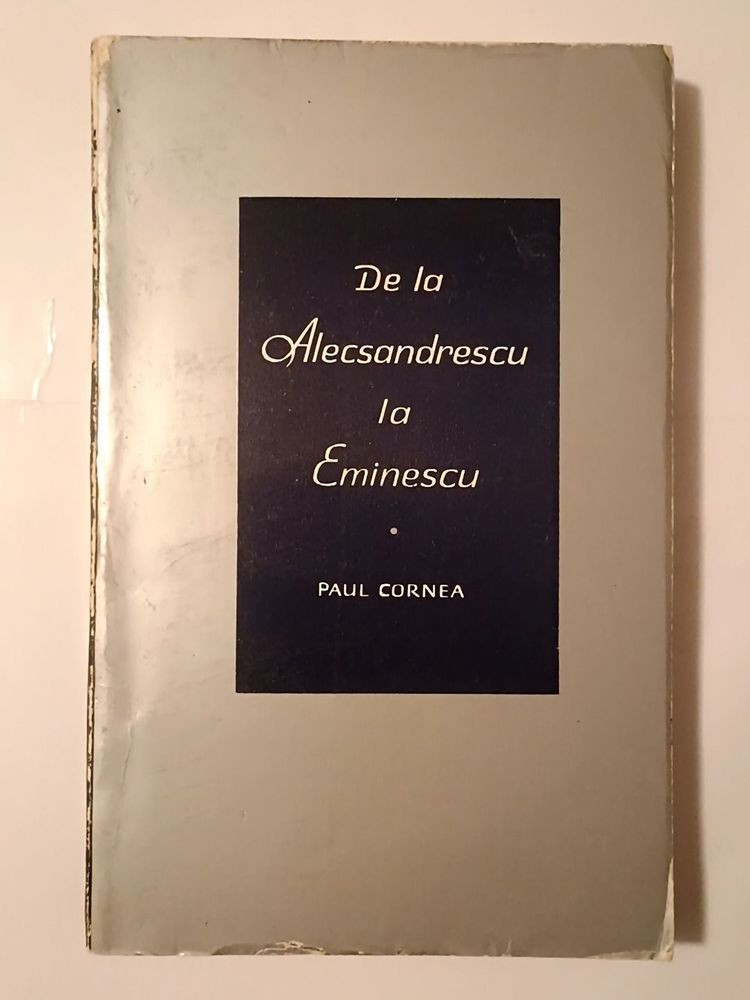 De la
Alecsandrescu
la
Eminescu
PAUL CORNEA